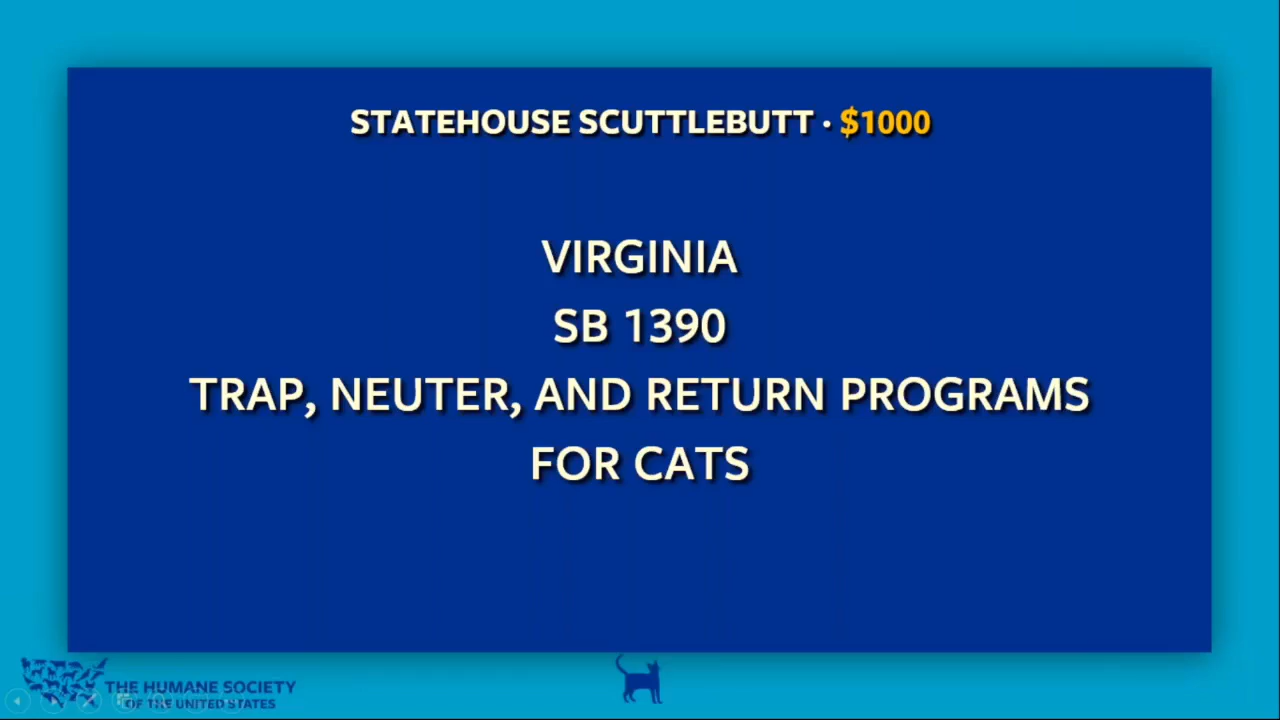 STATEHOUSE SCUTTLEBUTT · $1000
VIRGINIA
SB 1390
TRAP, NEUTER, AND RETURN PROGRAMS
FOR CATS
THE HUMANE SOCIETY
OF THE UNITED STATES